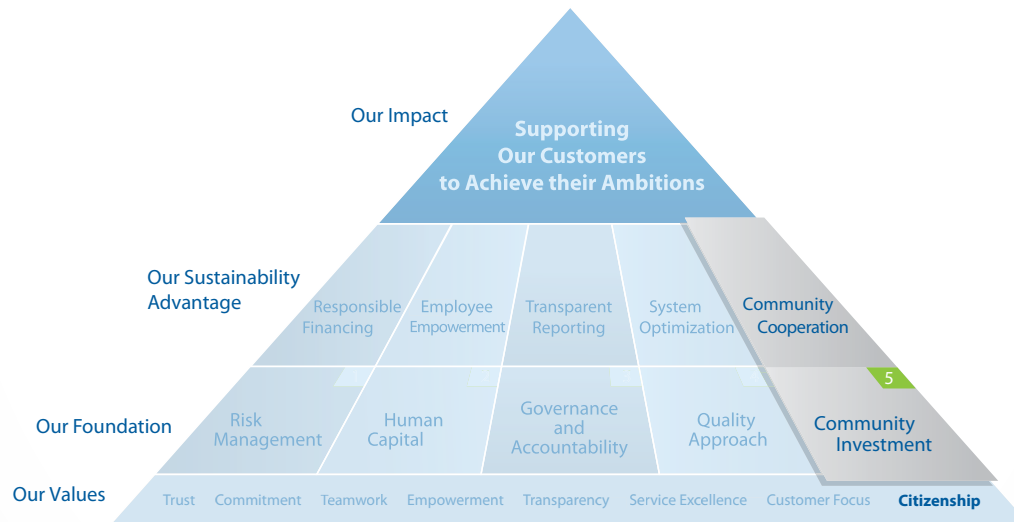 Our Impact
Supporting
Our Customers
to Achieve their Ambitions
Our Sustainability
Advantage
Responsible
Financing
Employee
Empowerment
Transparent
Reporting
System
Optimization
Community
Cooperation
5
Our Foundation
Risk
Management
Human
Capital
Governance
and
Accountability
Quality
Approach
Community
Investment
Our Values
Trust Commitment Teamwork Empowerment Transparency Service Excellence Customer Focus Citizenship